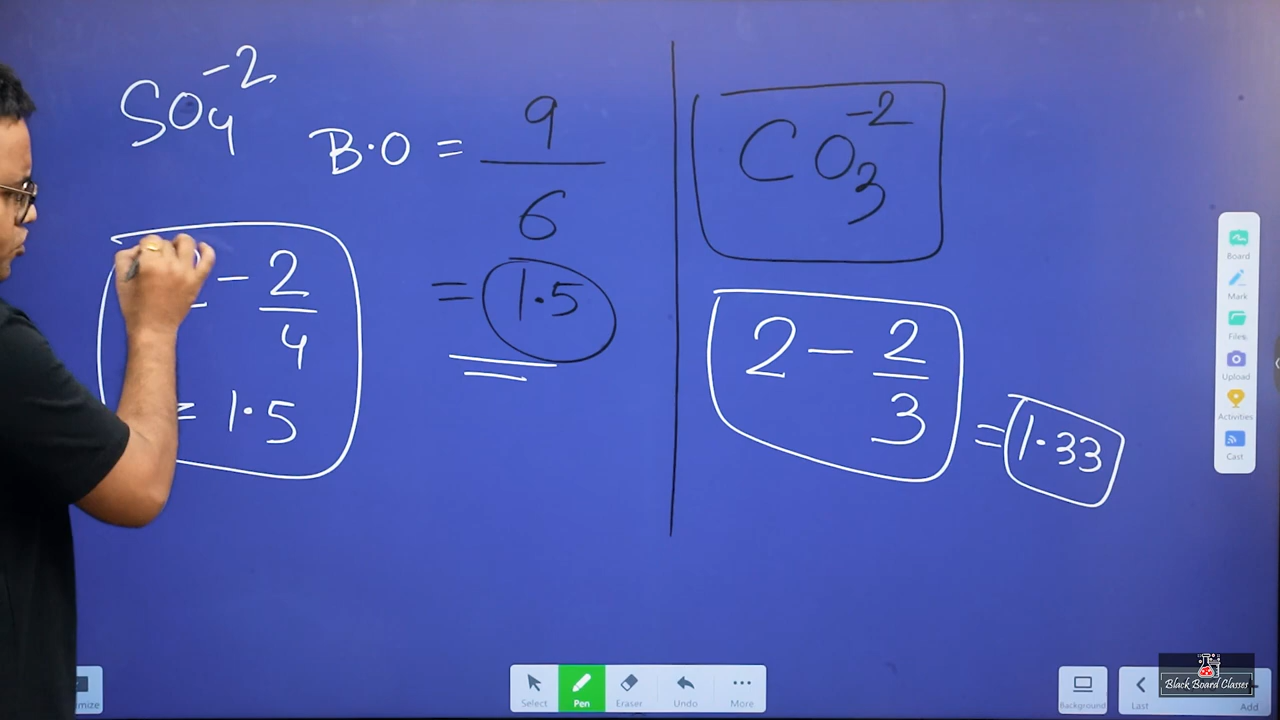 SO₄⁻²
B.O = 9/6
= 1.5
- 2/4
= 1.5
CO₃⁻²
2 - 2/3
= 1.33
Board
Mark
Files
Upload
Activities
Cast
Select
Pen
Eraser
Undo
More
Background
Last
Add
Black Board Classes